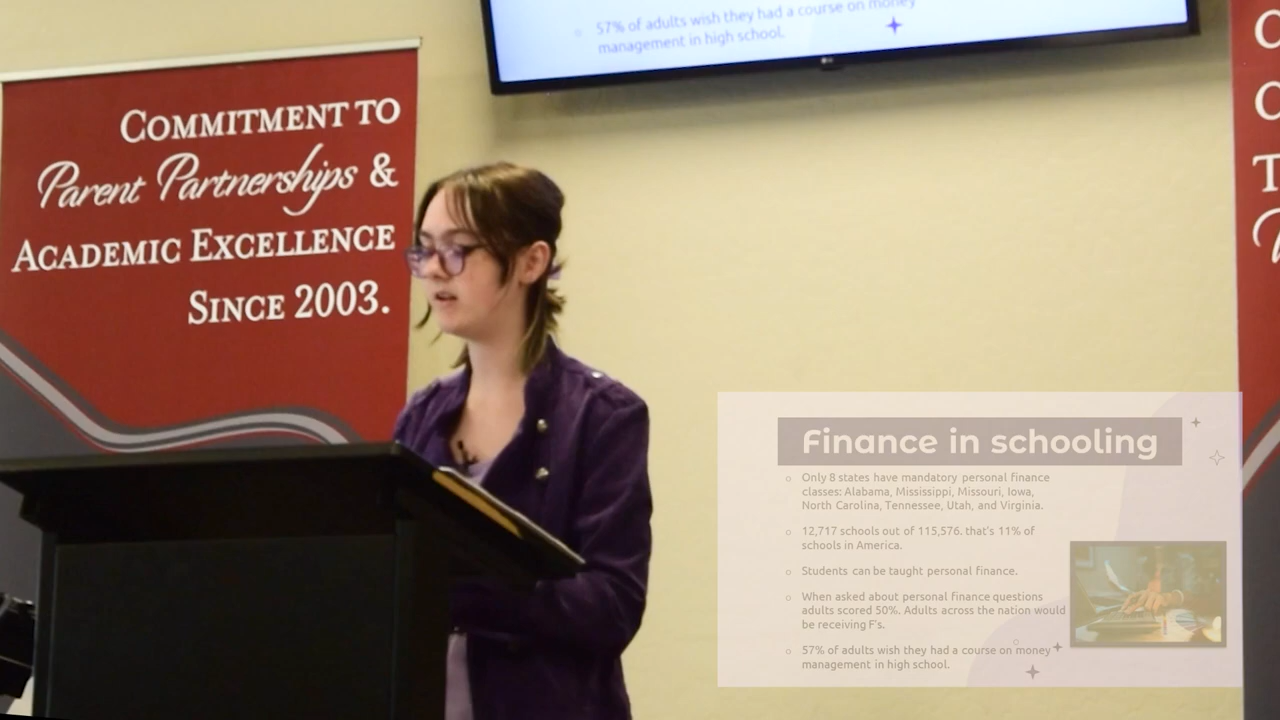 57% of adults wish they had a course on money
management in high school.
LG
COMMITMENT TO
Parent Partnerships &
ACADEMIC EXCELLENCE
SINCE 2003.
Finance in schooling
Only 8 states have mandatory personal finance
classes: Alabama, Mississippi, Missouri, Iowa,
North Carolina, Tennessee, Utah, and Virginia.
12,717 schools out of 115,576. that's 11% of
schools in America.
Students can be taught personal finance.
When asked about personal finance questions
adults scored 50%. Adults across the nation would
be receiving F's.
57% of adults wish they had a course on money
management in high school.